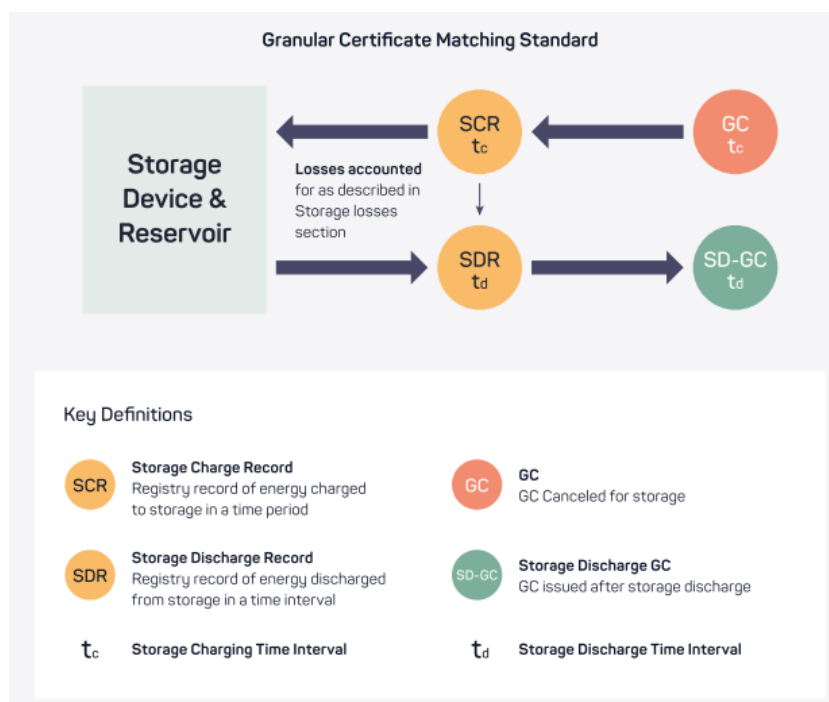 Granular Certificate Matching Standard
Storage
Device &
Reservoir
Losses accounted
for as described in
Storage losses
section
SCR
tc
GC
tc
SDR
td
SD-GC
td
Key Definitions
SCR
Storage Charge Record
Registry record of energy charged
to storage in a time period
GC
GC
GC Canceled for storage
SDR
Storage Discharge Record
Registry record of energy discharged
from storage in a time interval
SD-GC
Storage Discharge GC
GC issued after storage discharge
tc
Storage Charging Time Interval
td
Storage Discharge Time Interval